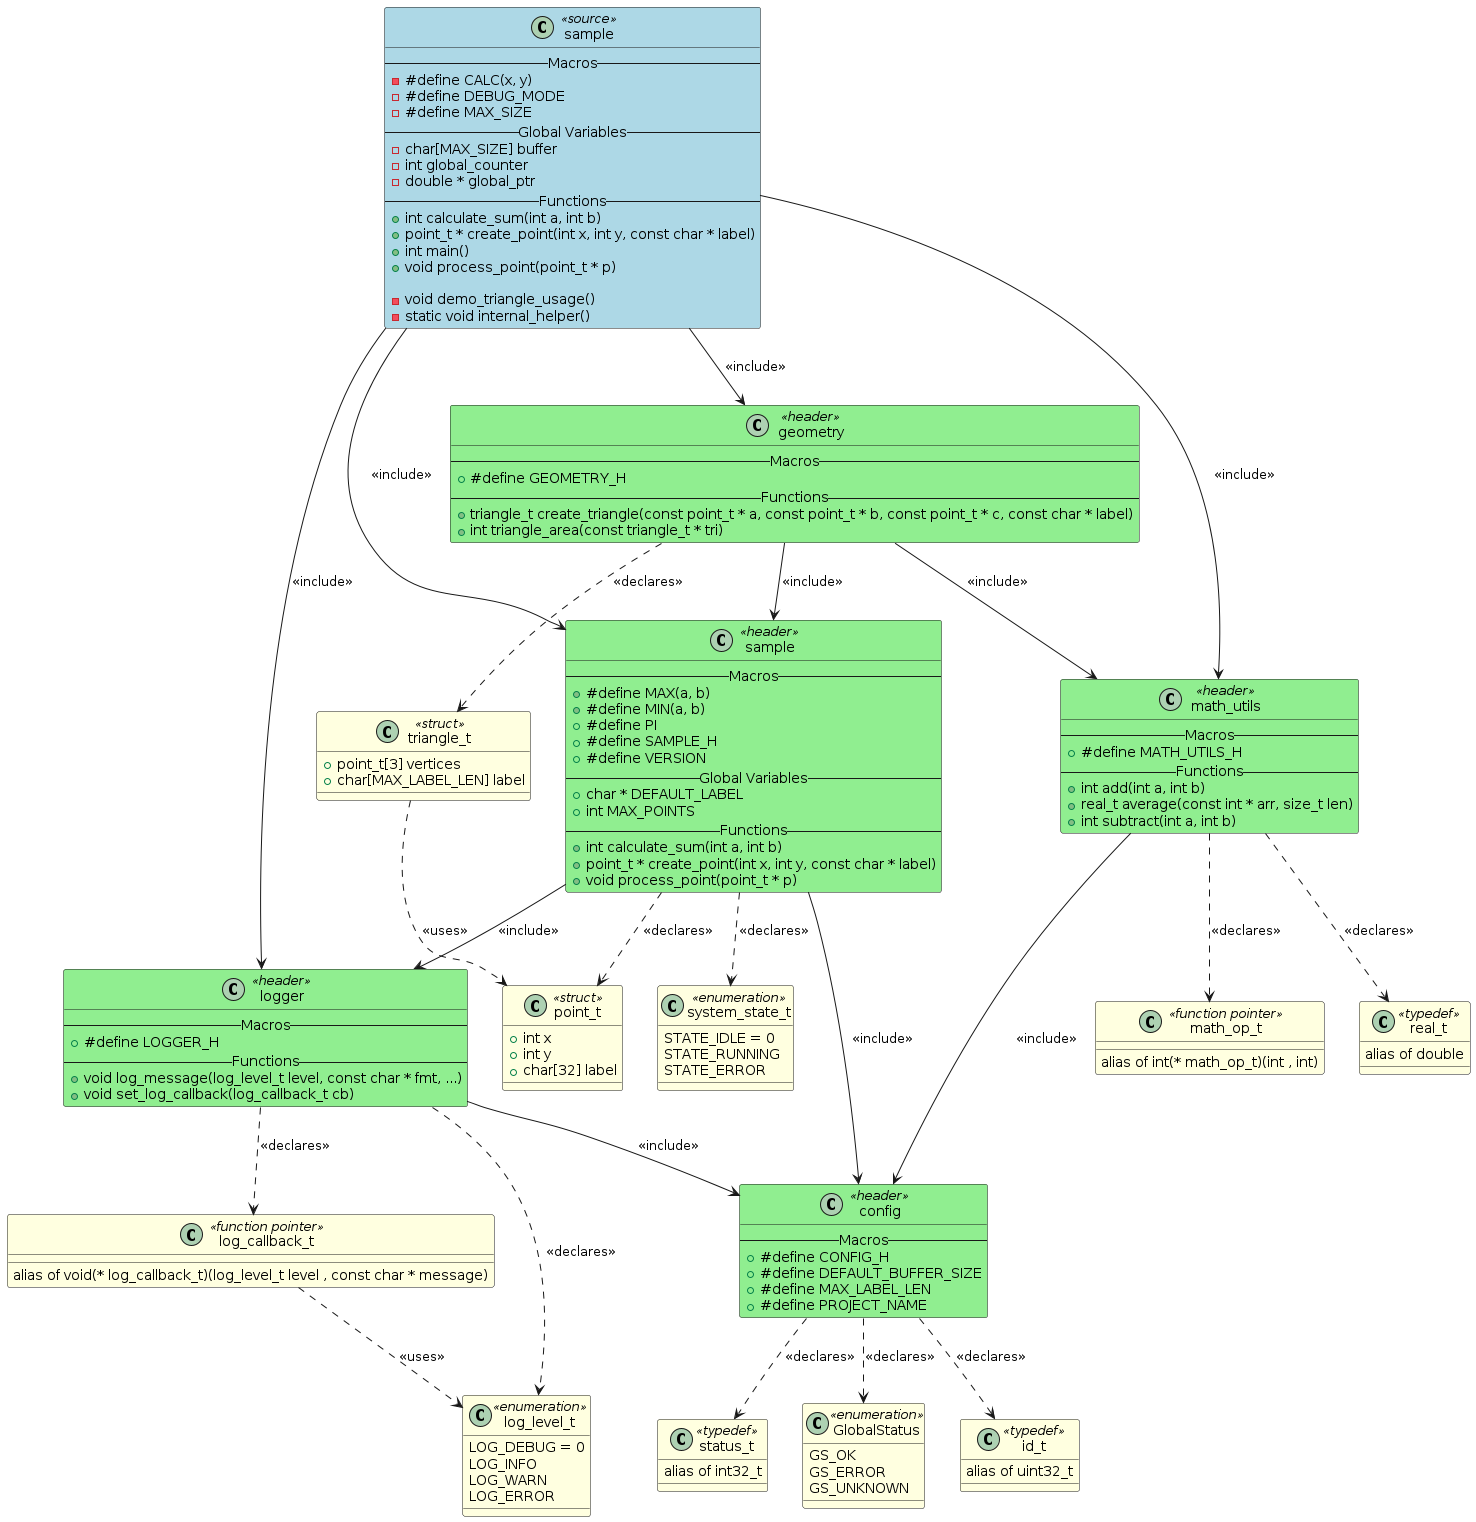 «source»
C
sample
Macros
#define CALC(x, y)
#define DEBUG_MODE
#define MAX_SIZE
Global Variables
char[MAX_SIZE] buffer
int global_counter
double * global_ptr
Functions
int calculate_sum(int a, int b)
point_t * create_point(int x, int y, const char * label)
int main()
void process_point(point_t * p)
void demo_triangle_usage()
static void internal_helper()
«include»
«include»
«include»
«include»
«header»
C
geometry
Macros
#define GEOMETRY_H
Functions
triangle_t create_triangle(const point_t * a, const point_t * b, const point_t * c, const char * label)
int triangle_area(const triangle_t * tri)
«declares»
«include»
«include»
«header»
C
sample
Macros
#define MAX(a, b)
#define MIN(a, b)
#define PI
#define SAMPLE_H
#define VERSION
Global Variables
char * DEFAULT_LABEL
int MAX_POINTS
Functions
int calculate_sum(int a, int b)
point_t * create_point(int x, int y, const char * label)
void process_point(point_t * p)
«header»
C
math_utils
Macros
#define MATH_UTILS_H
Functions
int add(int a, int b)
real_t average(const int * arr, size_t len)
int subtract(int a, int b)
«struct»
C
triangle_t
point_t[3] vertices
char[MAX_LABEL_LEN] label
«uses»
«include»
«declares»
«declares»
«include»
«include»
«declares»
«declares»
«header»
C
logger
Macros
#define LOGGER_H
Functions
void log_message(log_level_t level, const char * fmt, ...)
void set_log_callback(log_callback_t cb)
«struct»
C
point_t
int x
int y
char[32] label
«enumeration»
C
system_state_t
STATE_IDLE = 0
STATE_RUNNING
STATE_ERROR
«function pointer»
C
math_op_t
alias of int(* math_op_t)(int , int)
«typedef»
C
real_t
alias of double
«declares»
«declares»
«include»
«function pointer»
C
log_callback_t
alias of void(* log_callback_t)(log_level_t level , const char * message)
«uses»
«header»
C
config
Macros
#define CONFIG_H
#define DEFAULT_BUFFER_SIZE
#define MAX_LABEL_LEN
#define PROJECT_NAME
«declares»
«declares»
«declares»
«enumeration»
C
log_level_t
LOG_DEBUG = 0
LOG_INFO
LOG_WARN
LOG_ERROR
«typedef»
C
status_t
alias of int32_t
«enumeration»
C
GlobalStatus
GS_OK
GS_ERROR
GS_UNKNOWN
«typedef»
C
id_t
alias of uint32_t